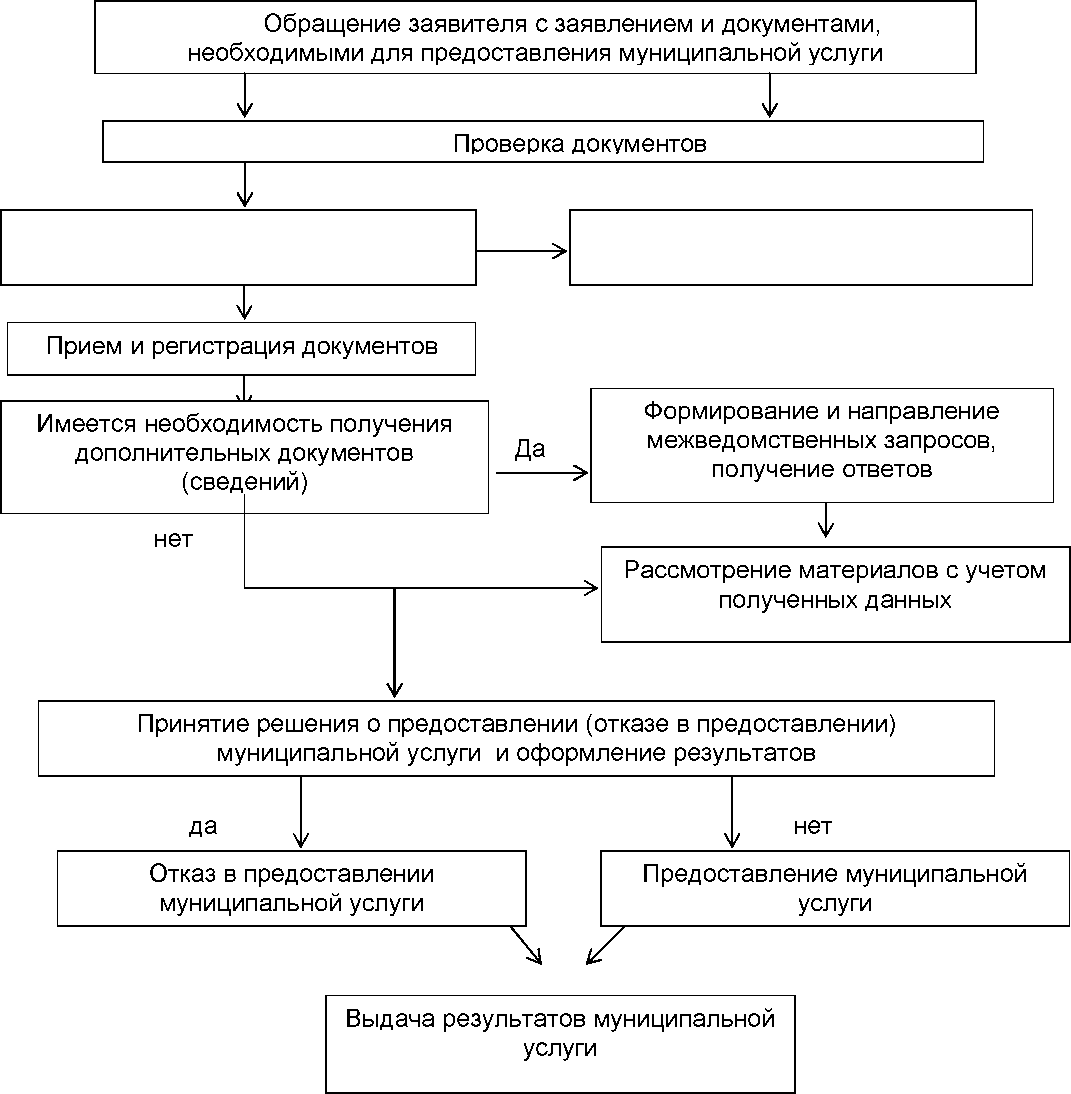 Обращение заявителя с заявлением и документами,
необходимыми для предоставления муниципальной услуги
Проверка документов
Прием и регистрация документов
Имеется необходимость получения
дополнительных документов
(сведений)
Да
Формирование и направление
межведомственных запросов,
получение ответов
нет
Рассмотрение материалов с учетом
полученных данных
Принятие решения о предоставлении (отказе в предоставлении)
муниципальной услуги и оформление результатов
да
нет
Отказ в предоставлении
муниципальной услуги
Предоставление муниципальной
услуги
Выдача результатов муниципальной
услуги